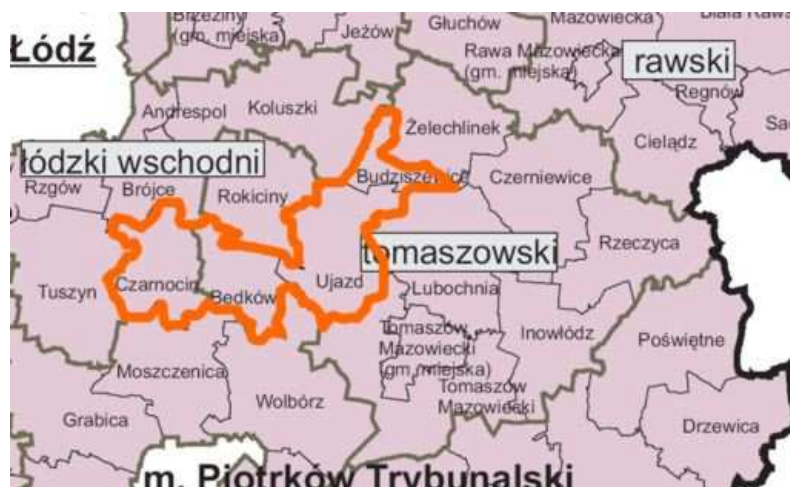 Brzeziny
(gm. miejska)
Jeżów
Głuchów
Mazowiecka
Biała Rawska
Łódź
Rawa Mazowiecka
(gm. miejska)
rawski
Regnów
Andrespol
Koluszki
Żelechlinek
Cielądz
łódzki wschodni
Rzgów
Brójce
Rokiciny
Budziszewice
Czerniewice
Rzeczyca
tomaszowski
Tuszyn
Czarnocin
Będków
Ujazd
Lubochnia
Tomaszów
Mazowiecki
(gm. miejska)
Inowłódz
Poświętne
Moszczenica
Tomaszów
Mazowiecki
Wolbórz
Grabica
Drzewica
m. Piotrków Trybunalski